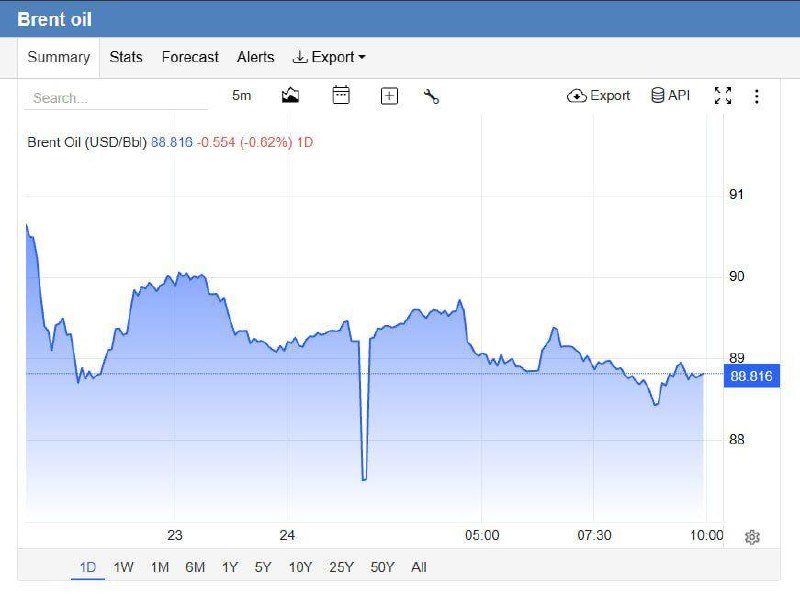 Brent oil
Summary Stats Forecast Alerts Export
Search... 5m Export API
Brent Oil (USD/Bbl) 88.816 -0.554 (-0.62%) 1D
91
90
89
88.816
88
23 24 05:00 07:30 10:00
1D 1W 1M 6M 1Y 5Y 10Y 25Y 50Y All